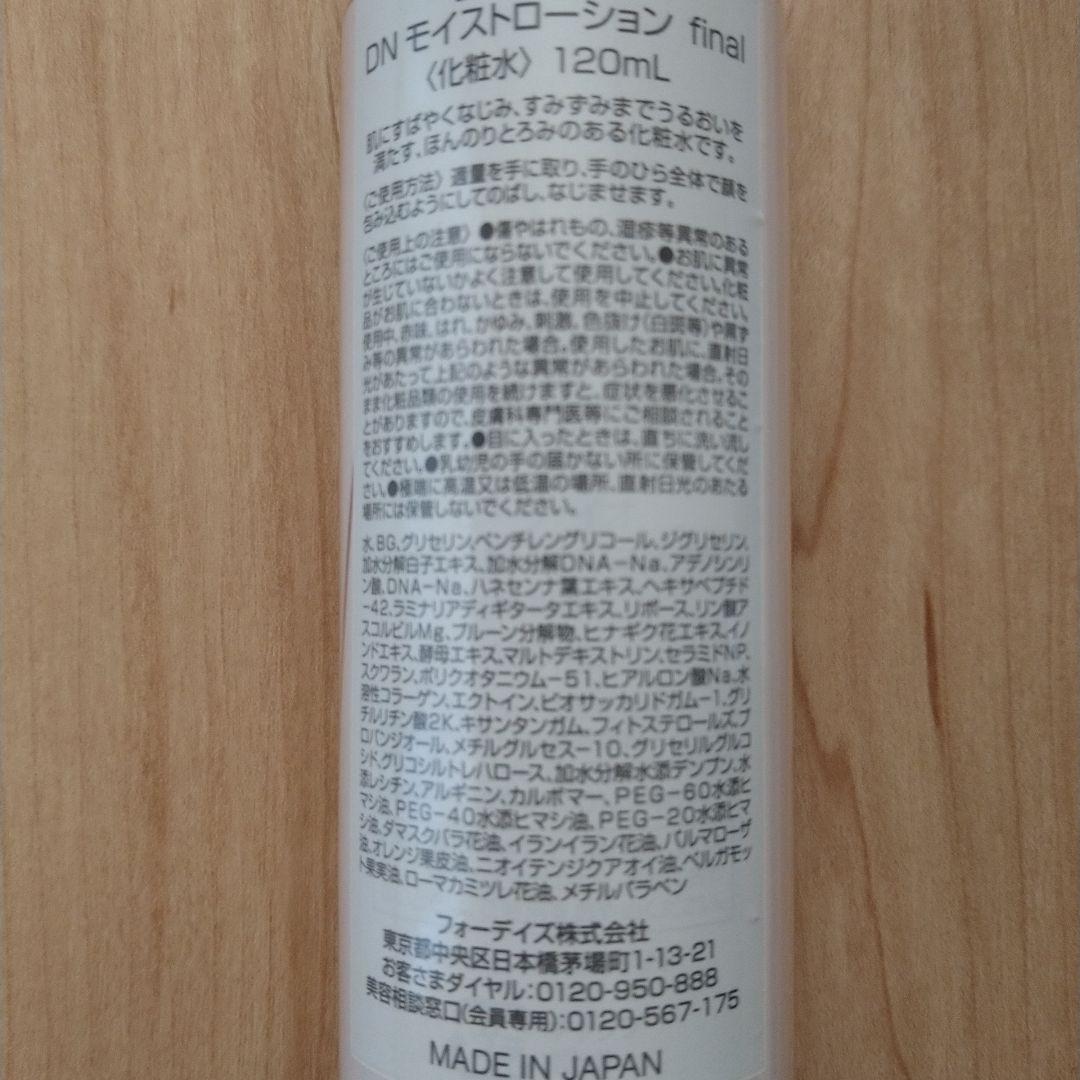 DN モイストローション final
〈化粧水〉 120mL
肌にすばやくなじみ、すみずみまでうるおいを
満たす、ほんのりとろみのある化粧水です。
〈ご使用方法〉適量を手に取り、手のひら全体で顔を
包み込むようにしてのばし、なじませます。
〈ご使用上の注意〉●傷やはれもの、湿疹等異常のある
ところにはご使用にならないでください。●お肌に異常
が生じていないかよく注意して使用してください。化粧
品がお肌に合わないときは、使用を中止してください。
使用中、赤味、はれ、かゆみ、刺激、色抜け(白斑等)や黒ず
み等の異常があらわれた場合。使用したお肌に、直射日
光があたって上記のような異常があらわれた場合。その
まま化粧品類の使用を続けますと、症状を悪化させるこ
とがありますので、皮膚科専門医等にご相談されること
をおすすめします。●目に入ったときは、直ちに洗い流し
てください。●乳幼児の手の届かない所に保管してくだ
さい。●極端に高温又は低温の場所、直射日光のあたる
場所には保管しないでください。
水、BG、グリセリン、ペンチレングリコール、ジグリセリン、
加水分解白子エキス、加水分解DNA-Na、アデノシンリ
ン酸、DNA-Na、ハネセンナ葉エキス、ヘキサペプチド
-42、ラミナリアディギタータエキス、リボース、リン酸ア
スコルビルMg、プルーン分解物、ヒナギク花エキス、イノ
ンドエキス、酵母エキス、マルトデキストリン、セラミドNP、
スクワラン、ポリクオタニウム-51、ヒアルロン酸Na、水
溶性コラーゲン、エクトイン、ビオサッカリドガム-1、グリ
チルリチン酸2K、キサンタンガム、フィトステロールズ、プ
ロパンジオール、メチルグルセス-10、グリセリルグルコ
シド、グリコシルトレハロース、加水分解水添デンプン、水
添レシチン、アルギニン、カルボマー、PEG-60水添ヒ
マシ油、PEG-40水添ヒマシ油、PEG-20水添ヒマ
シ油、ダマスクバラ花油、イランイラン花油、パルマローザ
油、オレンジ果皮油、ニオイテンジクアオイ油、ベルガモッ
ト果実油、ローマカミツレ花油、メチルパラベン
フォーデイズ株式会社
東京都中央区日本橋茅場町1-13-21
お客さまダイヤル:0120-950-888
美容相談窓口(会員専用):0120-567-175
MADE IN JAPAN